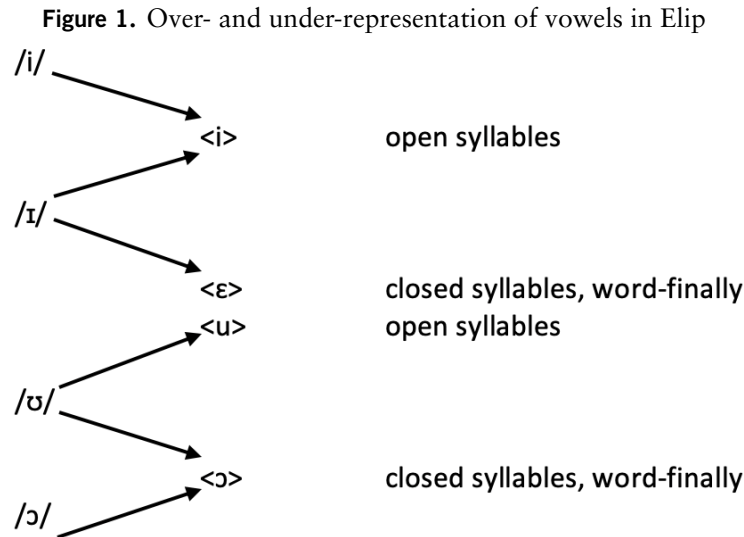 Figure 1. Over- and under-representation of vowels in Elip
/i/
<i> open syllables
/ɪ/
<ɛ> closed syllables, word-finally
<u> open syllables
/ʊ/
<ɔ> closed syllables, word-finally
/ɔ/